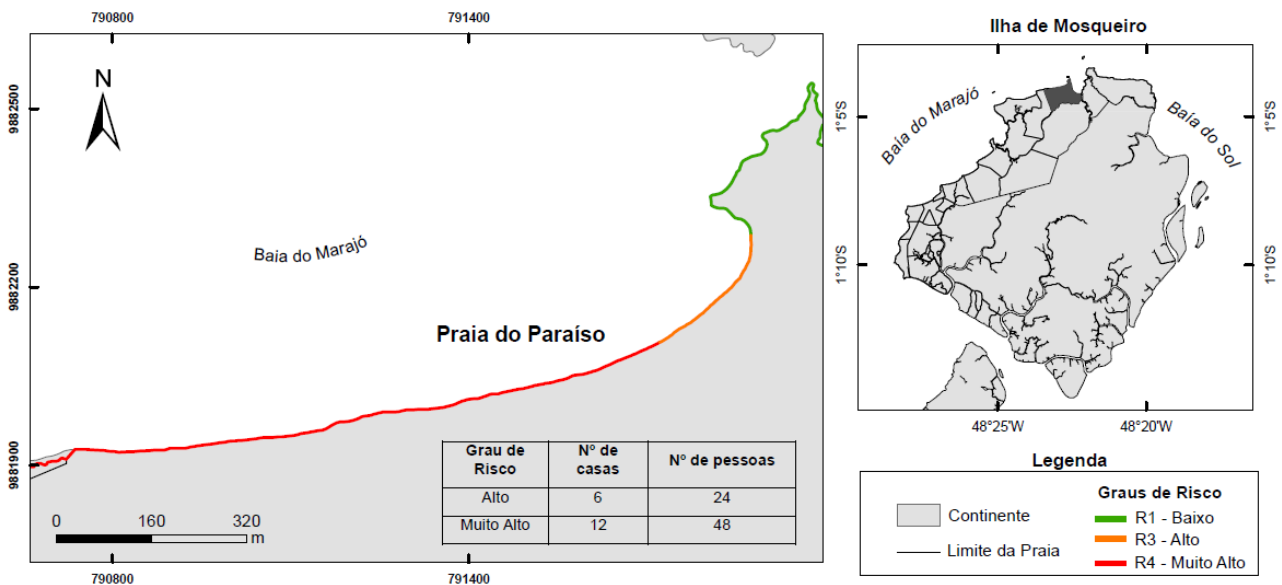 790800
791400
9882500
9882200
9881900
N
Baia do Marajó
Praia do Paraíso
Grau de Risco | Nº de casas | Nº de pessoas
Alto | 6 | 24
Muito Alto | 12 | 48
0 160 320
m
790800
791400
Ilha de Mosqueiro
Baía do Marajó
Baía do Sol
1°5'S
1°5'S
1°10'S
1°10'S
48°25'W
48°20'W
Legenda
Continente
Limite da Praia
Graus de Risco
R1 - Baixo
R3 - Alto
R4 - Muito Alto